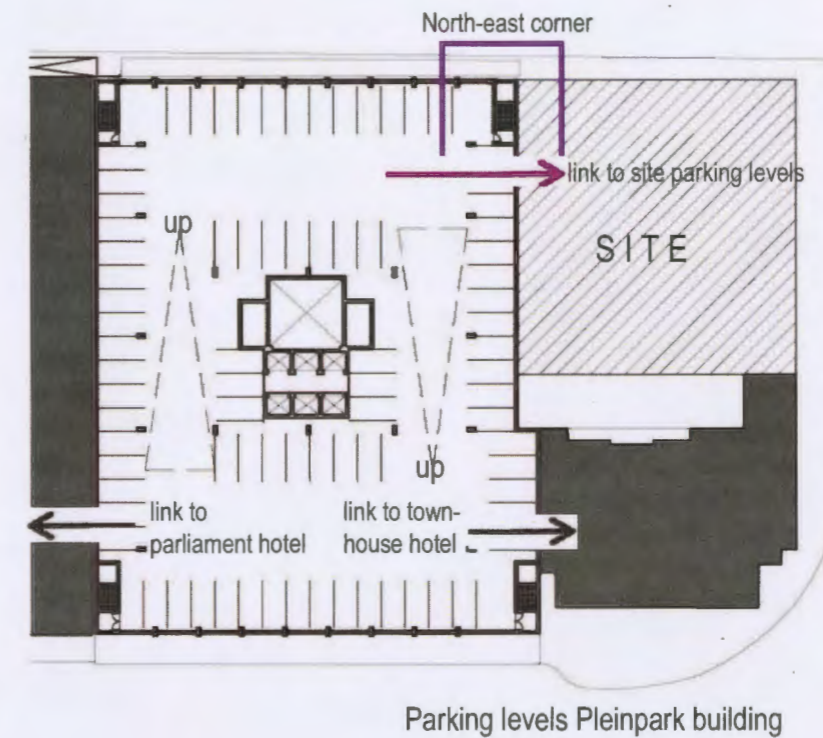 North-east corner
link to site parking levels
up
SITE
up
link to
parliament hotel
link to town-
house hotel
Parking levels Pleinpark building